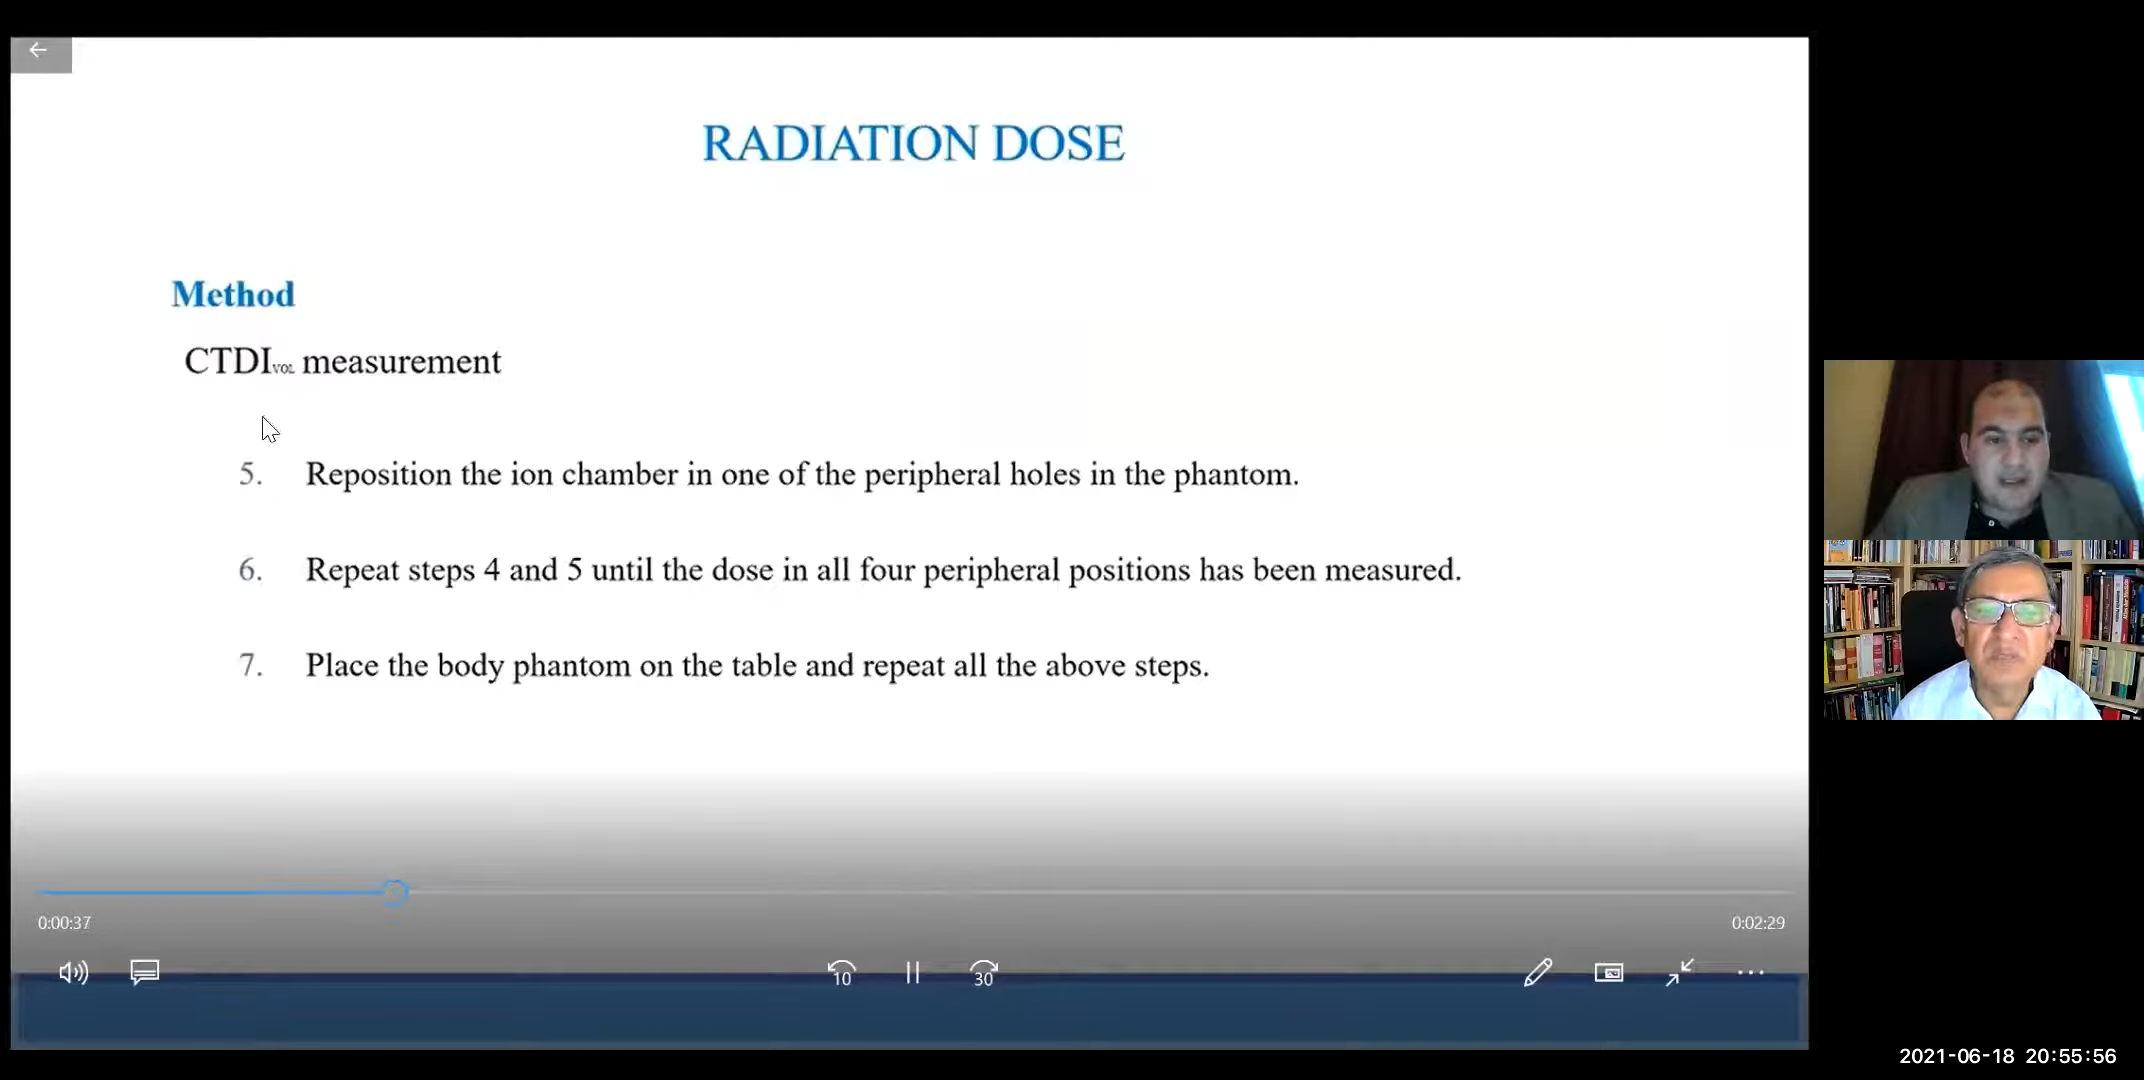 RADIATION DOSE
Method
CTDIVOL measurement
5. Reposition the ion chamber in one of the peripheral holes in the phantom.
6. Repeat steps 4 and 5 until the dose in all four peripheral positions has been measured.
7. Place the body phantom on the table and repeat all the above steps.
0:00:37
0:02:29
10
30
2021-06-18 20:55:56